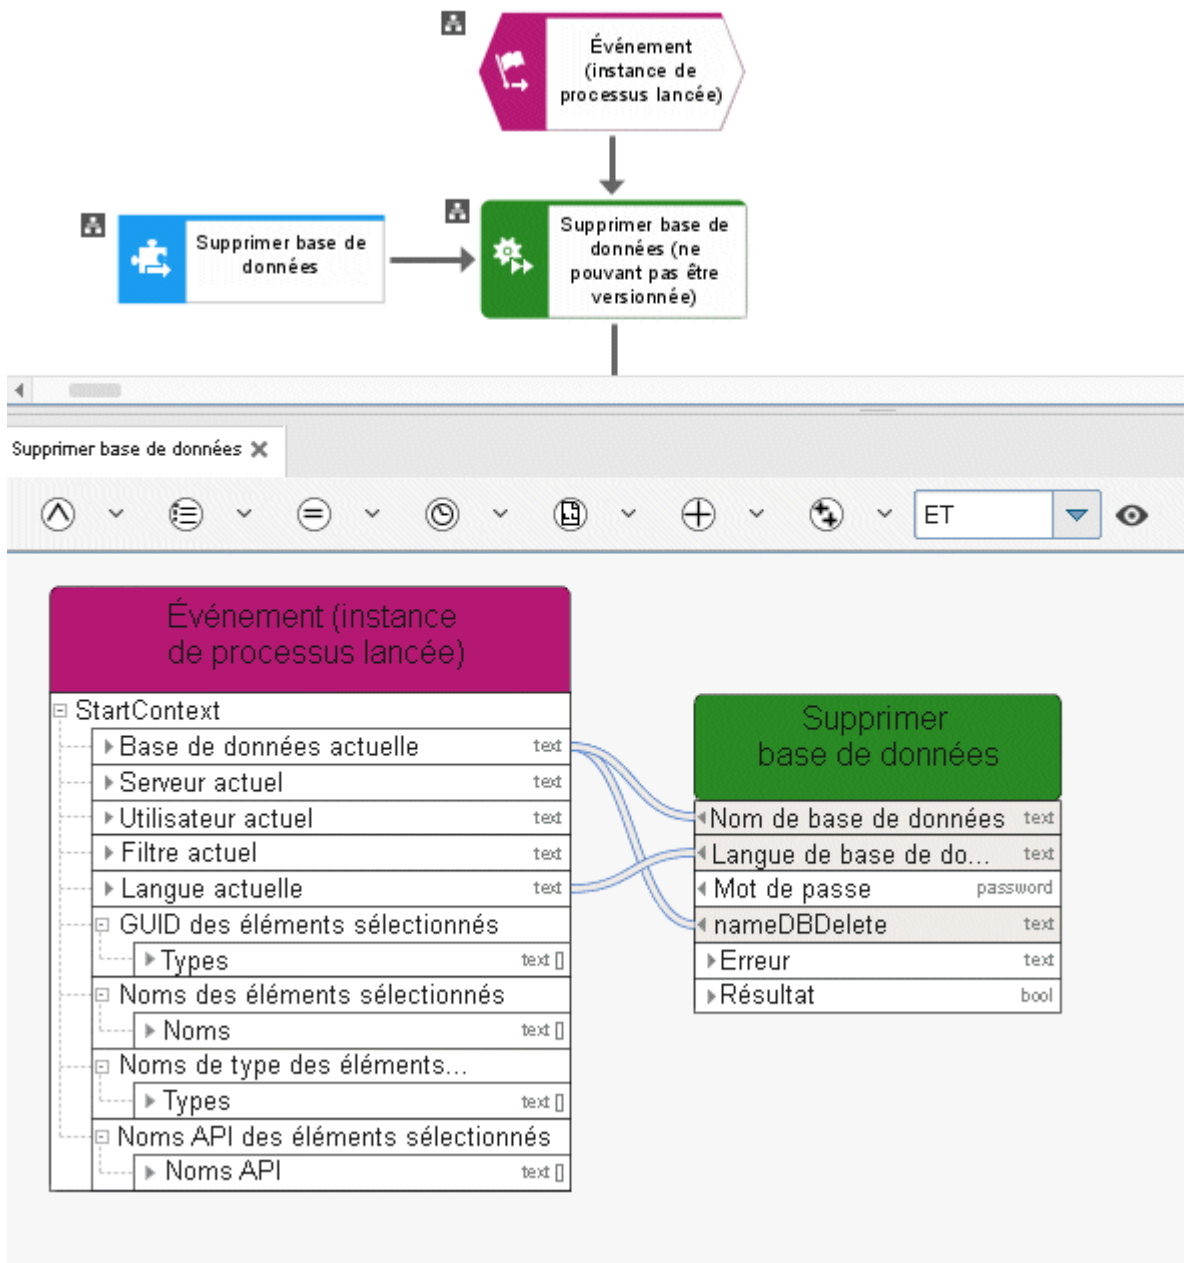 Événement
(instance de
processus lancée)
Supprimer base de
données
Supprimer base de
données (ne
pouvant pas être
versionnée)
Supprimer base de données
ET
Événement (instance
de processus lancée)
StartContext
Base de données actuelle text
Serveur actuel text
Utilisateur actuel text
Filtre actuel text
Langue actuelle text
GUID des éléments sélectionnés
Types text []
Noms des éléments sélectionnés
Noms text []
Noms de type des éléments...
Types text []
Noms API des éléments sélectionnés
Noms API text []
Supprimer
base de données
Nom de base de données text
Langue de base de do... text
Mot de passe password
nameDBDelete text
Erreur text
Résultat bool